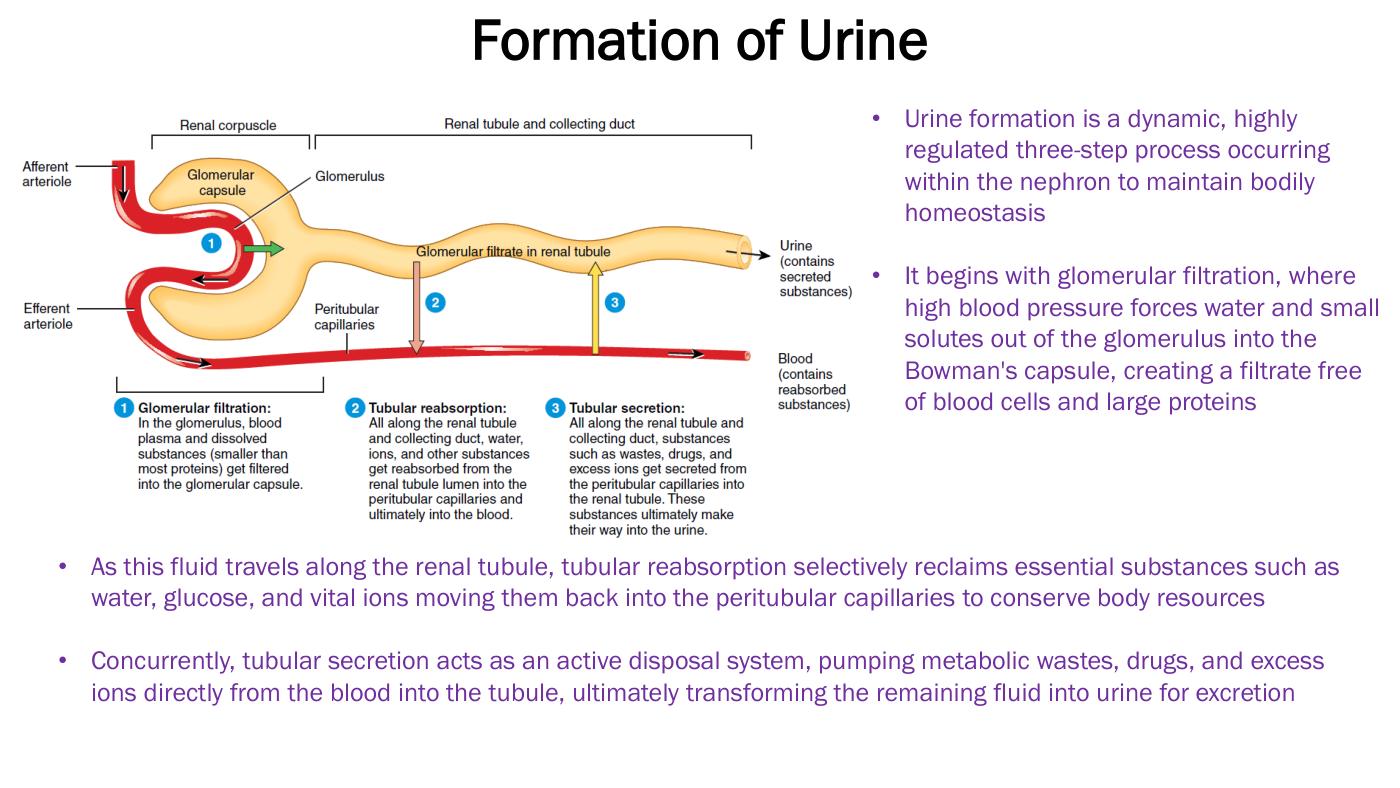 Formation of Urine
Renal corpuscle
Renal tubule and collecting duct
Afferent
arteriole
Glomerular
capsule
Glomerulus
1
Glomerular filtrate in renal tubule
Urine
(contains
secreted
substances)
Efferent
arteriole
Peritubular
capillaries
2
3
Blood
(contains
reabsorbed
substances)
1 Glomerular filtration:
In the glomerulus, blood
plasma and dissolved
substances (smaller than
most proteins) get filtered
into the glomerular capsule.
2 Tubular reabsorption:
All along the renal tubule
and collecting duct, water,
ions, and other substances
get reabsorbed from the
renal tubule lumen into the
peritubular capillaries and
ultimately into the blood.
3 Tubular secretion:
All along the renal tubule and
collecting duct, substances
such as wastes, drugs, and
excess ions get secreted from
the peritubular capillaries into
the renal tubule. These
substances ultimately make
their way into the urine.
• Urine formation is a dynamic, highly
regulated three-step process occurring
within the nephron to maintain bodily
homeostasis
• It begins with glomerular filtration, where
high blood pressure forces water and small
solutes out of the glomerulus into the
Bowman's capsule, creating a filtrate free
of blood cells and large proteins
• As this fluid travels along the renal tubule, tubular reabsorption selectively reclaims essential substances such as
water, glucose, and vital ions moving them back into the peritubular capillaries to conserve body resources
• Concurrently, tubular secretion acts as an active disposal system, pumping metabolic wastes, drugs, and excess
ions directly from the blood into the tubule, ultimately transforming the remaining fluid into urine for excretion